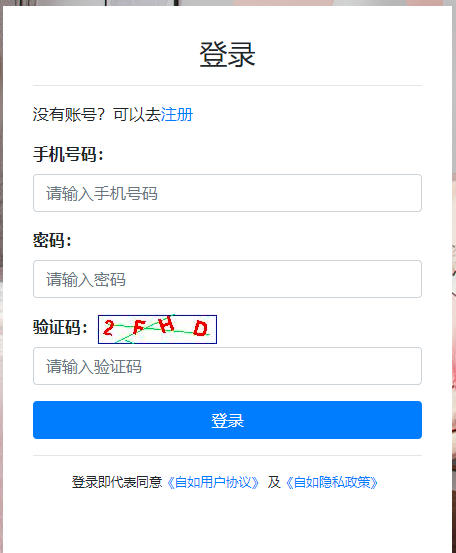 登录
没有账号？可以去注册
手机号码：
请输入手机号码
密码：
请输入密码
验证码： 2FHD
请输入验证码
登录
登录即代表同意《自如用户协议》 及《自如隐私政策》